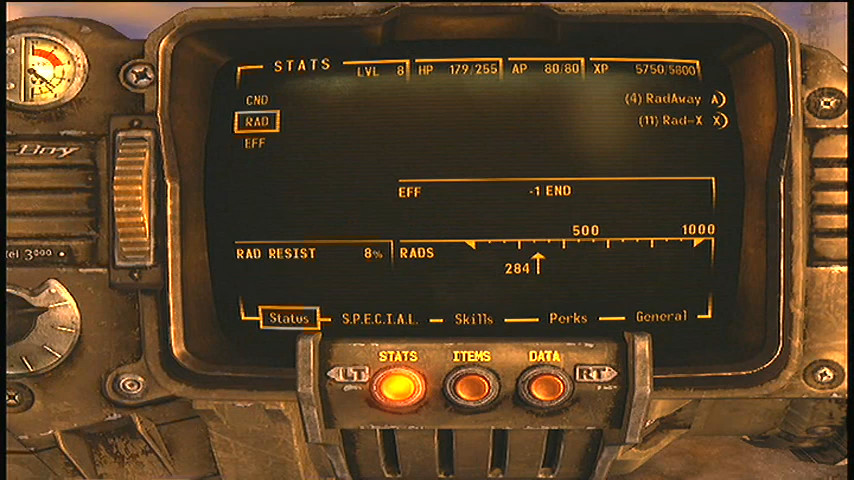 STATS LVL 8 HP 179/255 AP 80/80 XP 5750/5800
CND
(4) RadAway A)
RAD
(11) Rad-X X)
EFF
EFF -1 END
500 1000
RAD RESIST 8% RADS
284
Status S.P.E.C.I.A.L. Skills Perks General
STATS ITEMS DATA
LT RT
Boy
3000